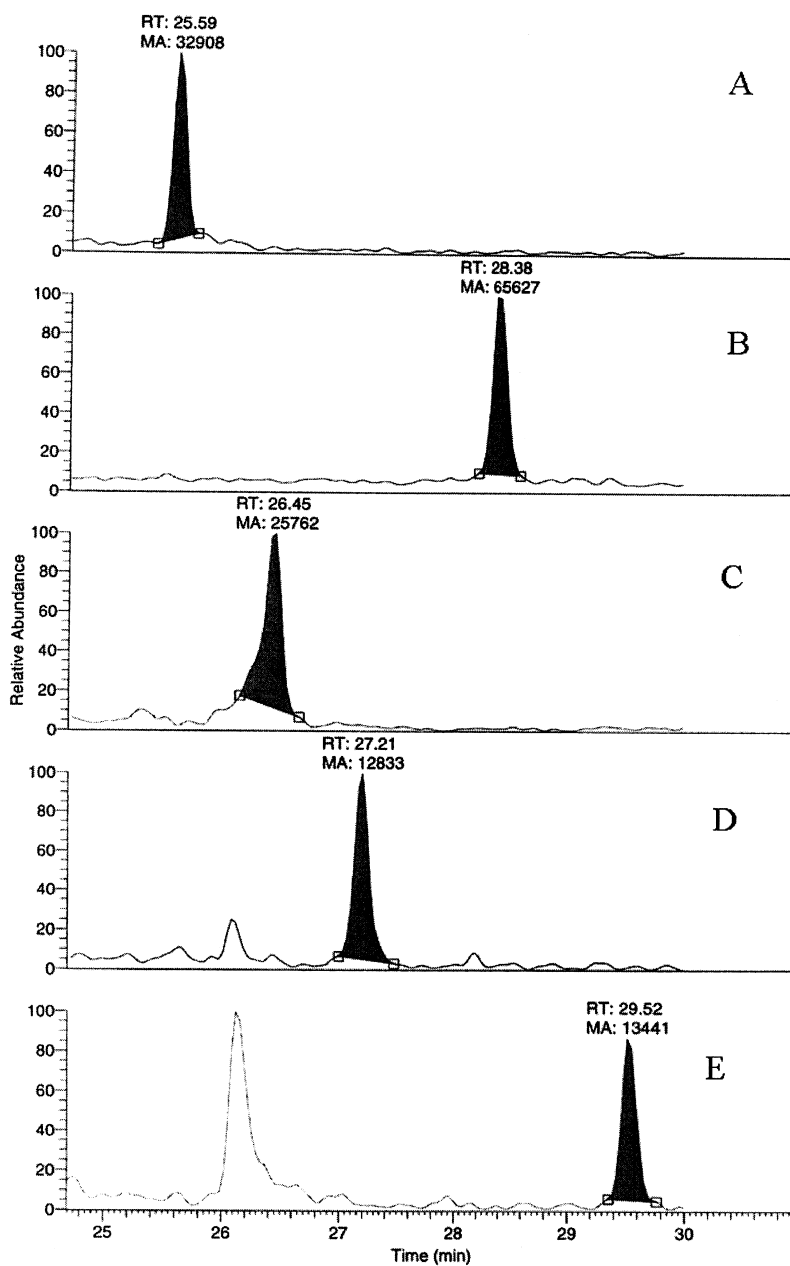 RT: 25.59
MA: 32908
100
80
60
40
20
0
A
RT: 28.38
MA: 65627
100
80
60
40
20
0
B
RT: 26.45
MA: 25762
100
80
60
40
20
0
C
Relative Abundance
RT: 27.21
MA: 12833
100
80
60
40
20
0
D
RT: 29.52
MA: 13441
100
80
60
40
20
0
E
25 26 27 28 29 30
Time (min)